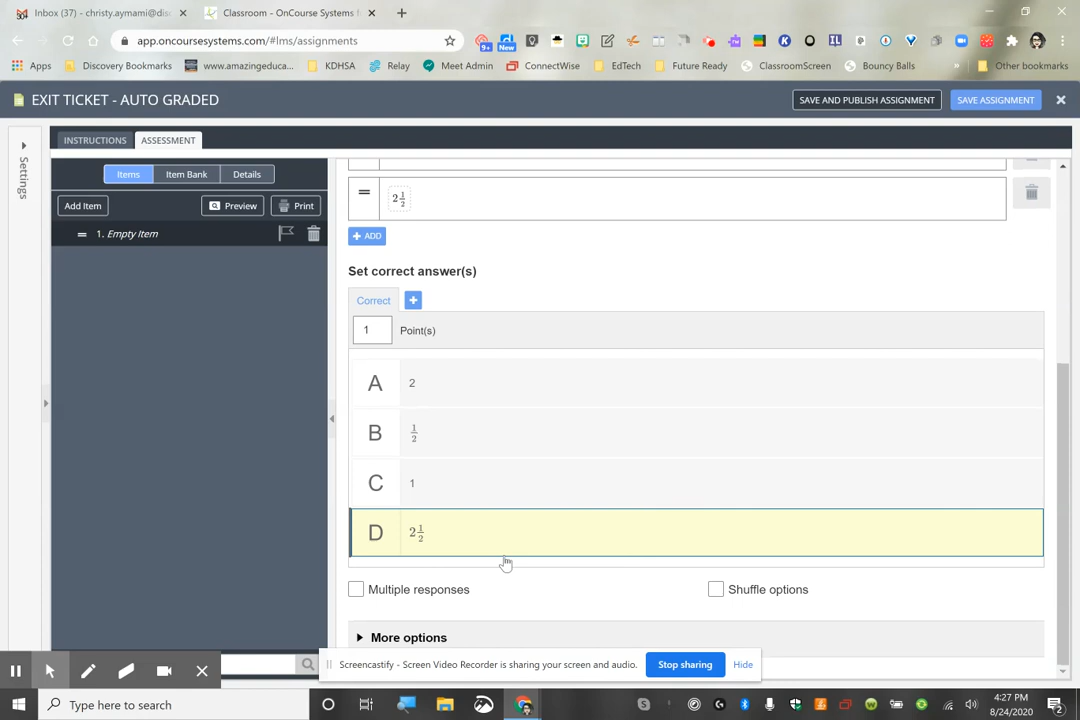 Inbox (37) - christy.aymami@dis
Classroom - OnCourse Systems f
app.oncoursesystems.com/#lms/assignments
9+
New
IL
Apps
Discovery Bookmarks
www.amazingeduca...
KDHSA
Relay
Meet Admin
ConnectWise
EdTech
Future Ready
ClassroomScreen
Bouncy Balls
»
Other bookmarks
EXIT TICKET - AUTO GRADED
SAVE AND PUBLISH ASSIGNMENT
SAVE ASSIGNMENT
INSTRUCTIONS
ASSESSMENT
Settings
Items
Item Bank
Details
Add Item
Preview
Print
1. Empty Item
2 1/2
+ ADD
Set correct answer(s)
Correct
+
1 Point(s)
A 2
B 1/2
C 1
D 2 1/2
Multiple responses
Shuffle options
More options
Screencastify - Screen Video Recorder is sharing your screen and audio.
Stop sharing
Hide
Type here to search
4:27 PM
8/24/2020
2